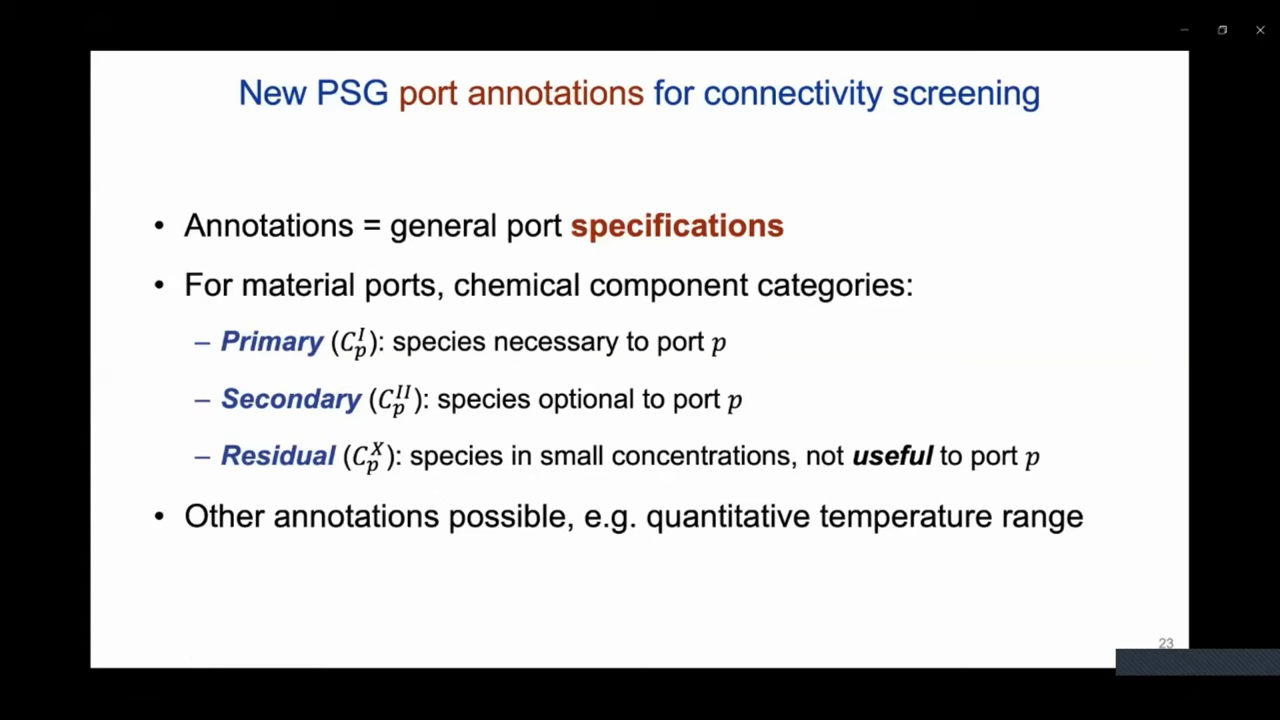 New PSG port annotations for connectivity screening
• Annotations = general port specifications
• For material ports, chemical component categories:
– Primary (C_p^I): species necessary to port p
– Secondary (C_p^{II}): species optional to port p
– Residual (C_p^X): species in small concentrations, not useful to port p
• Other annotations possible, e.g. quantitative temperature range
23